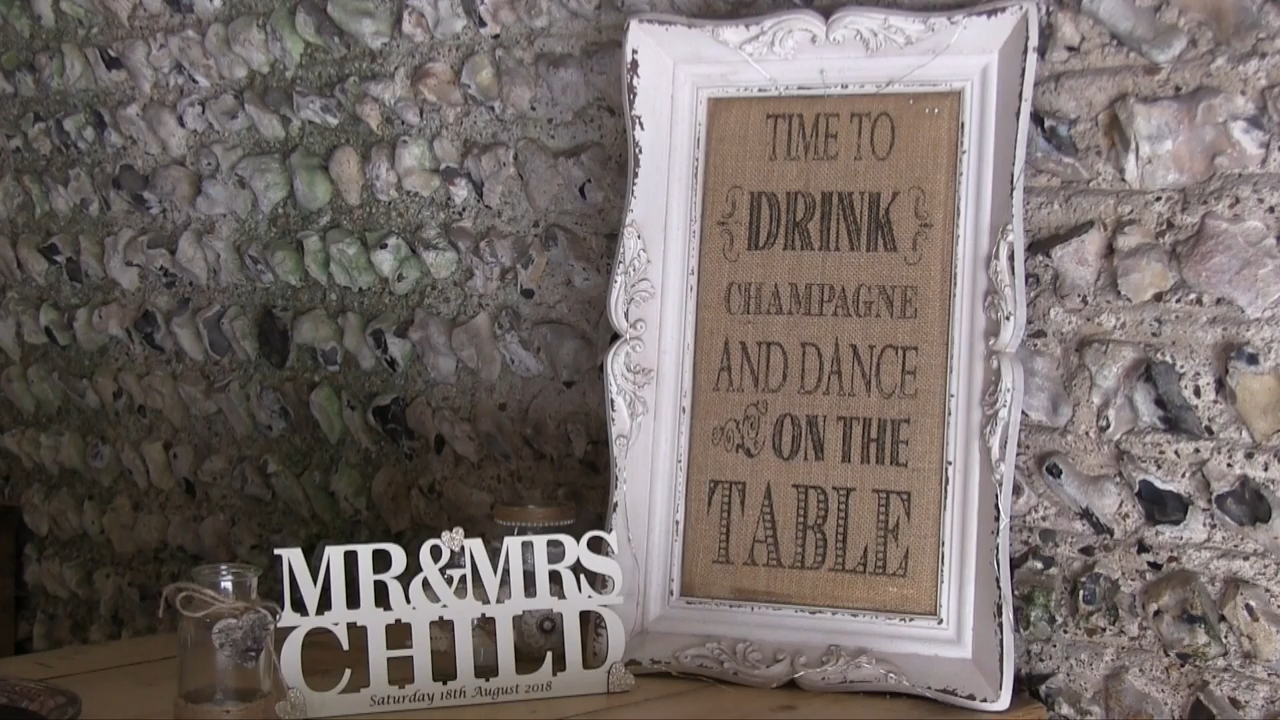 TIME TO
DRINK
CHAMPAGNE
AND DANCE
ON THE
TABLE
MR&MRS
CHILD
Saturday 18th August 2018